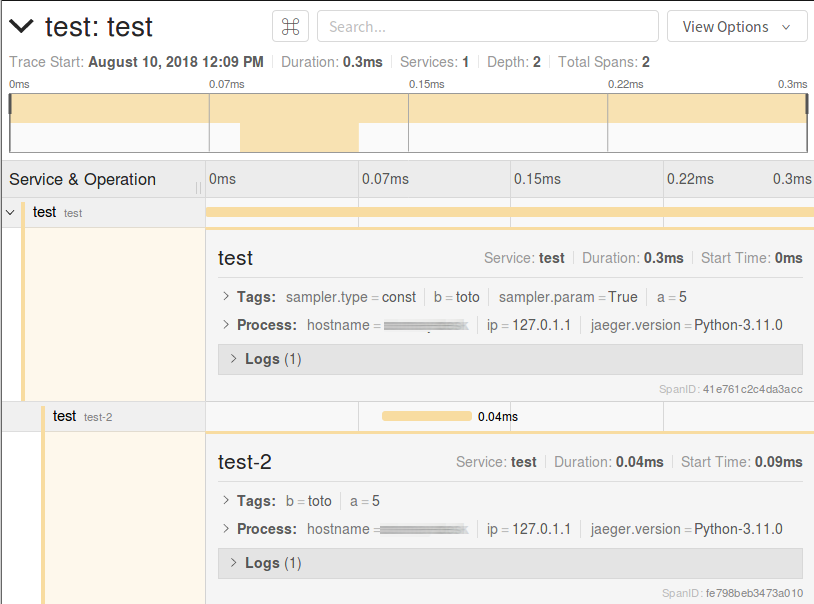 test: test
⌘
Search...
View Options
Trace Start: August 10, 2018 12:09 PM Duration: 0.3ms Services: 1 Depth: 2 Total Spans: 2
0ms 0.07ms 0.15ms 0.22ms 0.3ms
Service & Operation 0ms 0.07ms 0.15ms 0.22ms 0.3ms
test test
test Service: test Duration: 0.3ms Start Time: 0ms
Tags: sampler.type = const b = toto sampler.param = True a = 5
Process: hostname = ip = 127.0.1.1 jaeger.version = Python-3.11.0
Logs (1)
SpanID: 41e761c2c4da3acc
test test-2 0.04ms
test-2 Service: test Duration: 0.04ms Start Time: 0.09ms
Tags: b = toto a = 5
Process: hostname = ip = 127.0.1.1 jaeger.version = Python-3.11.0
Logs (1)
SpanID: fe798beb3473a010